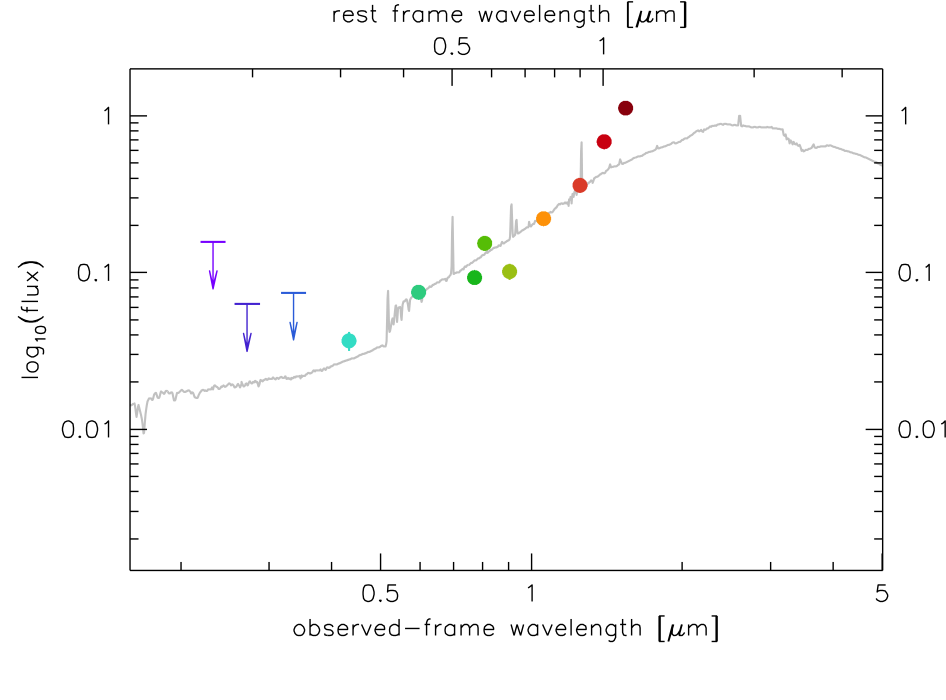 rest frame wavelength [μm]
0.5 1
1 1
0.1 0.1
0.01 0.01
log10(flux)
0.5 1 5
observed-frame wavelength [μm]